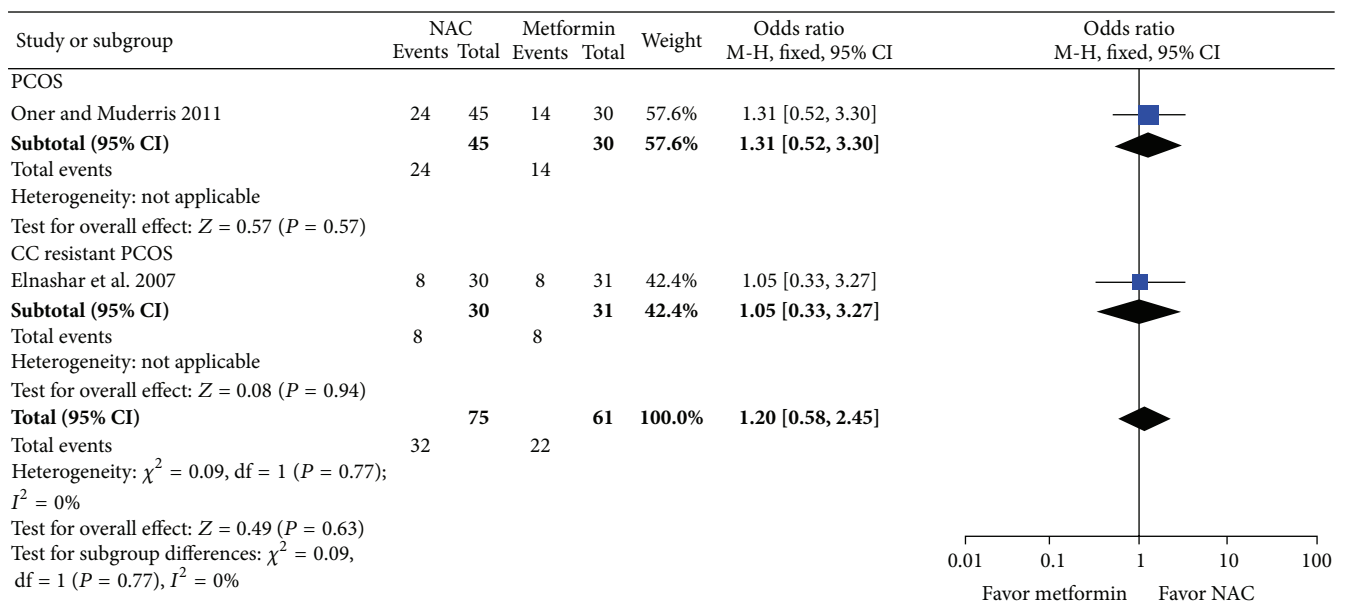 Study or subgroup NAC Metformin Weight Odds ratio Odds ratio
Events Total Events Total M-H, fixed, 95% CI M-H, fixed, 95% CI
PCOS
Oner and Muderris 2011 24 45 14 30 57.6% 1.31 [0.52, 3.30]
Subtotal (95% CI) 45 30 57.6% 1.31 [0.52, 3.30]
Total events 24 14
Heterogeneity: not applicable
Test for overall effect: Z = 0.57 (P = 0.57)
CC resistant PCOS
Elnashar et al. 2007 8 30 8 31 42.4% 1.05 [0.33, 3.27]
Subtotal (95% CI) 30 31 42.4% 1.05 [0.33, 3.27]
Total events 8 8
Heterogeneity: not applicable
Test for overall effect: Z = 0.08 (P = 0.94)
Total (95% CI) 75 61 100.0% 1.20 [0.58, 2.45]
Total events 32 22
Heterogeneity: χ² = 0.09, df = 1 (P = 0.77);
I² = 0%
Test for overall effect: Z = 0.49 (P = 0.63)
Test for subgroup differences: χ² = 0.09,
df = 1 (P = 0.77), I² = 0%
0.01 0.1 1 10 100
Favor metformin Favor NAC